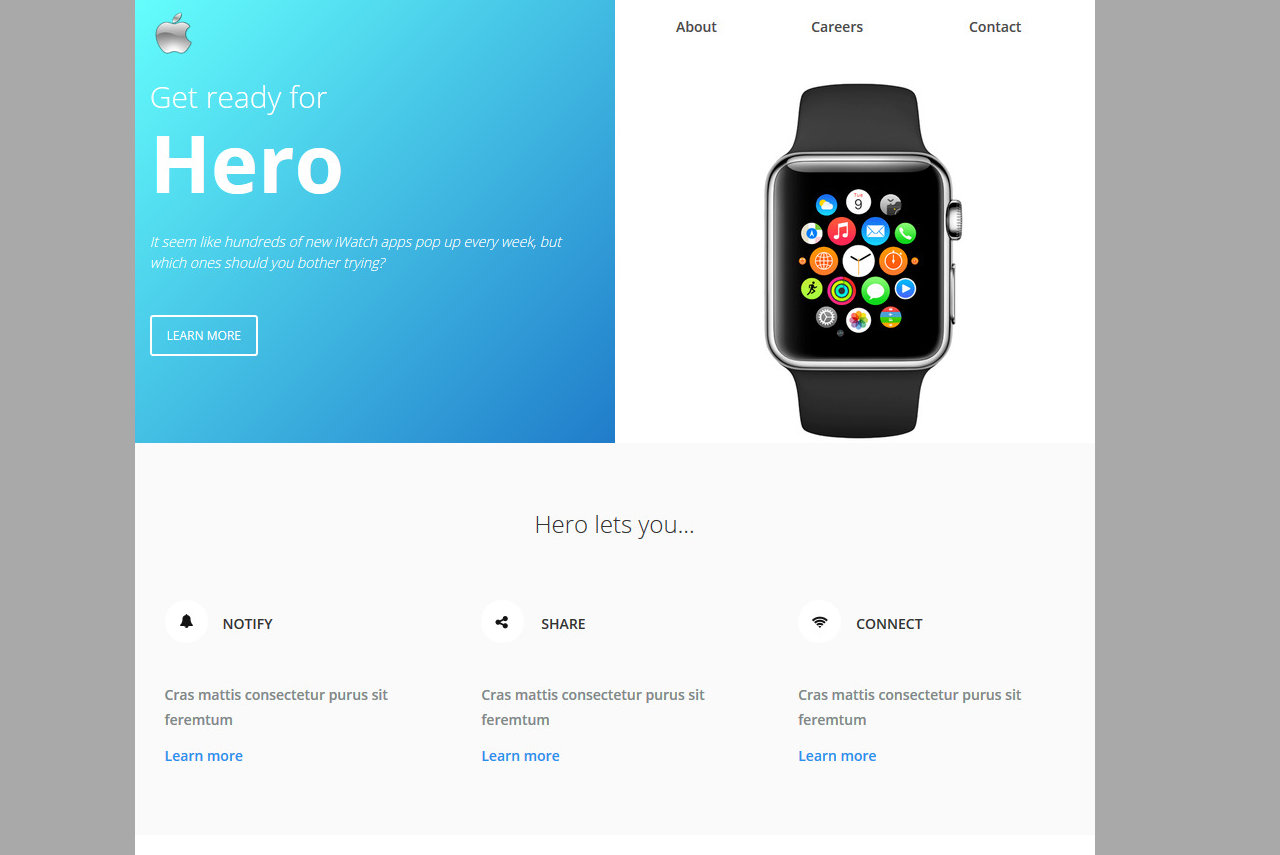 About Careers Contact
Get ready for
Hero
It seem like hundreds of new iWatch apps pop up every week, but
which ones should you bother trying?
LEARN MORE
TUE
9
Hero lets you...
NOTIFY
Cras mattis consectetur purus sit
feremtum
Learn more
SHARE
Cras mattis consectetur purus sit
feremtum
Learn more
CONNECT
Cras mattis consectetur purus sit
feremtum
Learn more